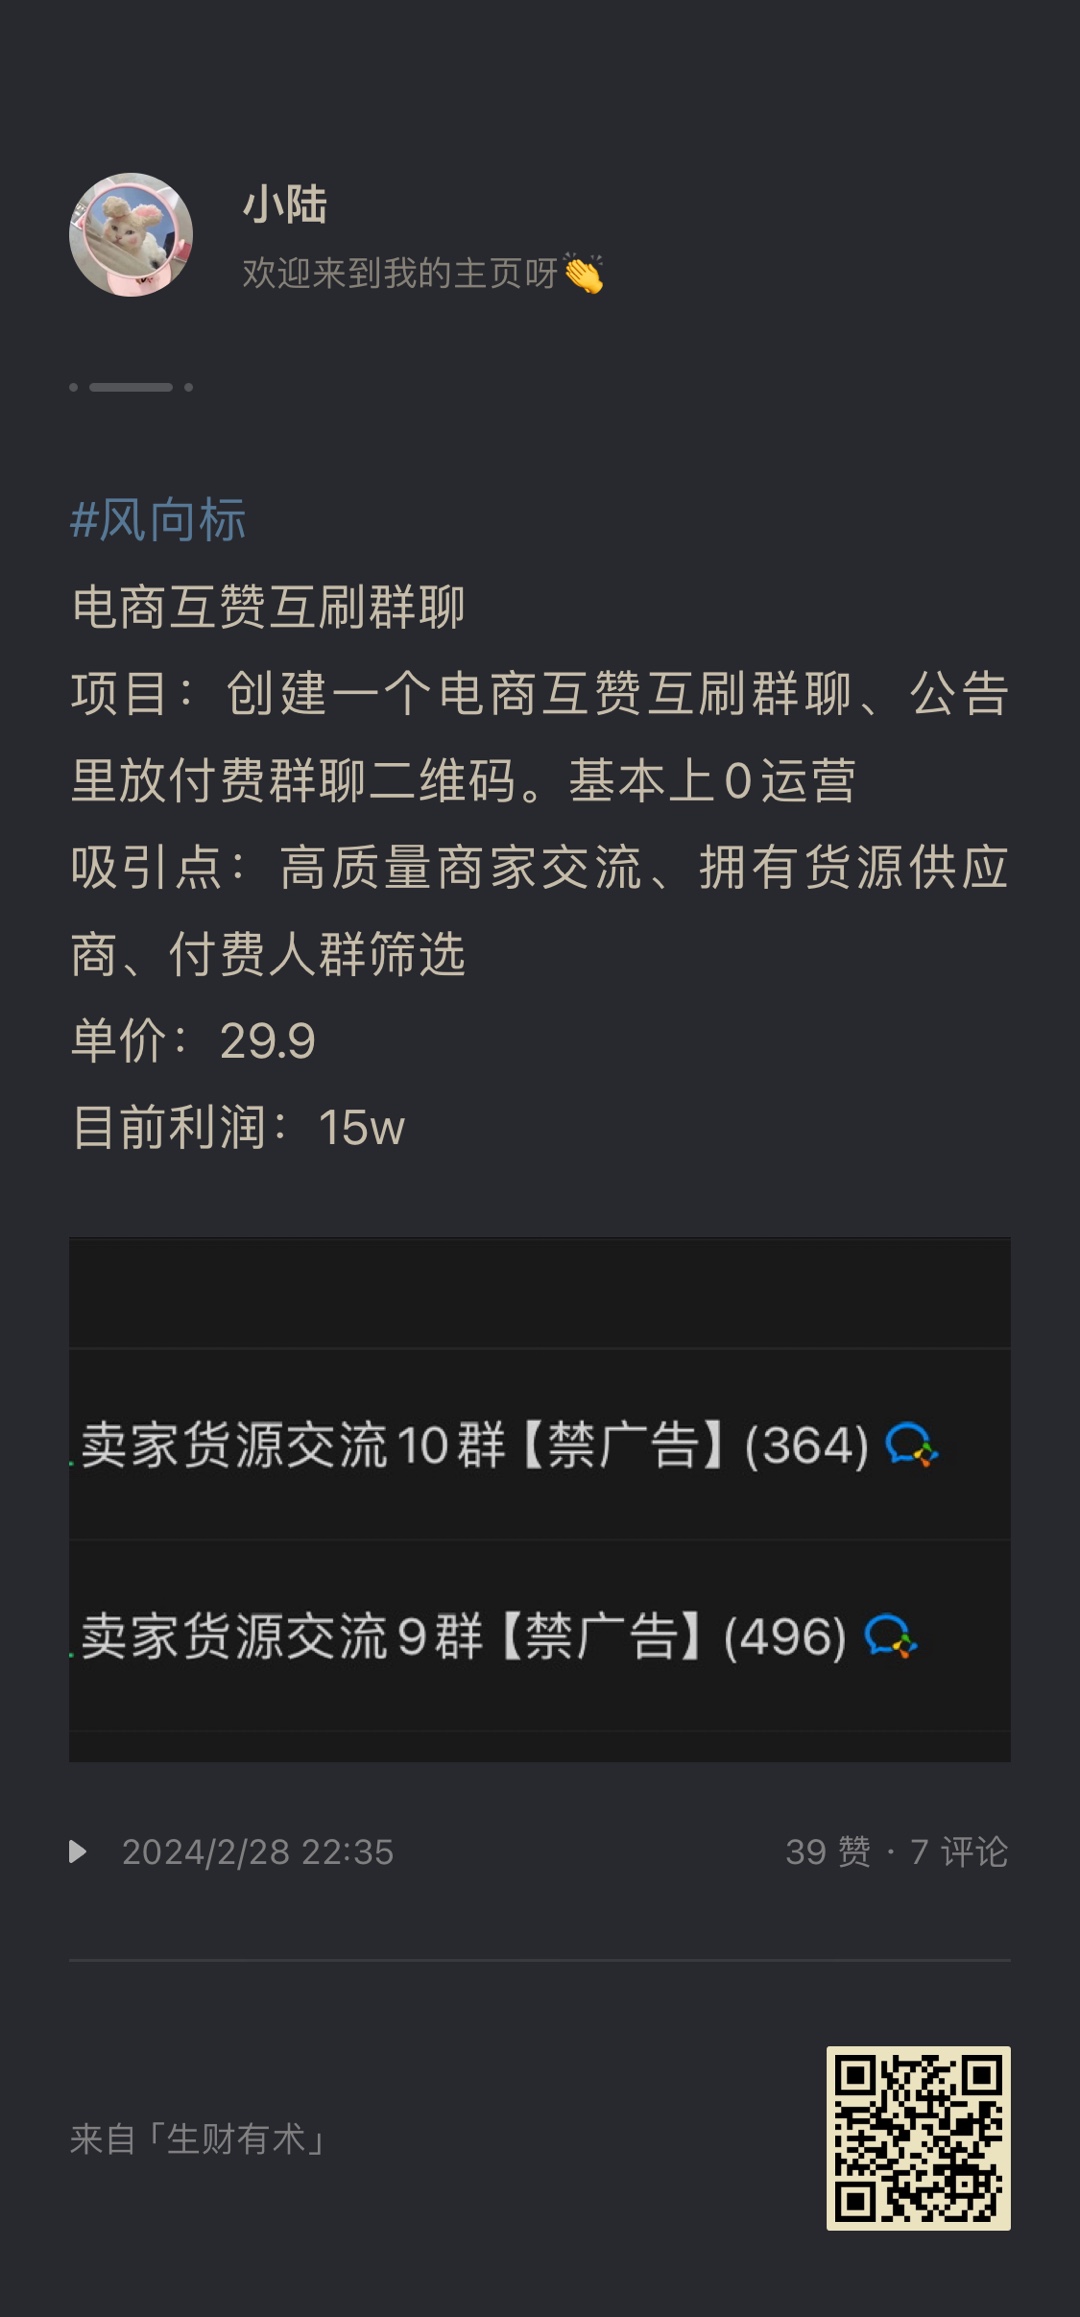 小陆
欢迎来到我的主页呀👏
#风向标
电商互赞互刷群聊
项目：创建一个电商互赞互刷群聊、公告
里放付费群聊二维码。基本上0运营
吸引点：高质量商家交流、拥有货源供应
商、付费人群筛选
单价：29.9
目前利润：15w
卖家货源交流10群【禁广告】(364)
卖家货源交流9群【禁广告】(496)
2024/2/28 22:35
39 赞 · 7 评论
来自「生财有术」